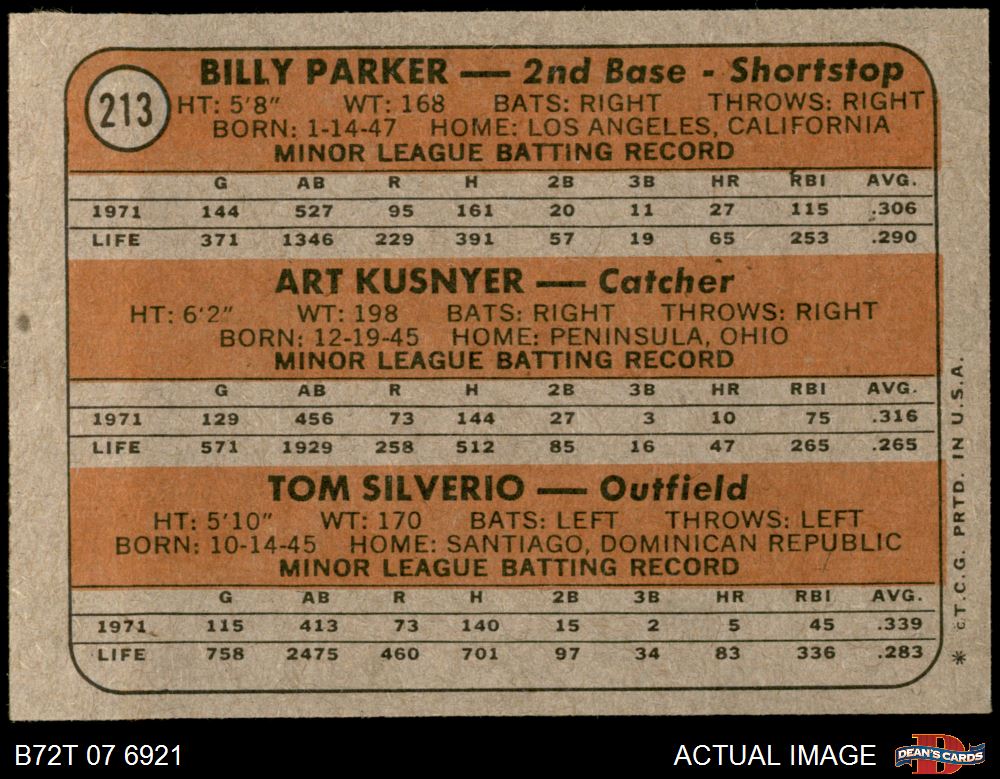 213
BILLY PARKER — 2nd Base - Shortstop
HT: 5'8" WT: 168 BATS: RIGHT THROWS: RIGHT
BORN: 1-14-47 HOME: LOS ANGELES, CALIFORNIA
MINOR LEAGUE BATTING RECORD
G AB R H 2B 3B HR RBI AVG.
1971 144 527 95 161 20 11 27 115 .306
LIFE 371 1346 229 391 57 19 65 253 .290
ART KUSNYER — Catcher
HT: 6'2" WT: 198 BATS: RIGHT THROWS: RIGHT
BORN: 12-19-45 HOME: PENINSULA, OHIO
MINOR LEAGUE BATTING RECORD
G AB R H 2B 3B HR RBI AVG.
1971 129 456 73 144 27 3 10 75 .316
LIFE 571 1929 258 512 85 16 47 265 .265
TOM SILVERIO — Outfield
HT: 5'10" WT: 170 BATS: LEFT THROWS: LEFT
BORN: 10-14-45 HOME: SANTIAGO, DOMINICAN REPUBLIC
MINOR LEAGUE BATTING RECORD
G AB R H 2B 3B HR RBI AVG.
1971 115 413 73 140 15 2 5 45 .339
LIFE 758 2475 460 701 97 34 83 336 .283
* c T.C.G. PRTD. IN U.S.A.
B72T 07 6921 ACTUAL IMAGE
D
DEAN'S CARDS